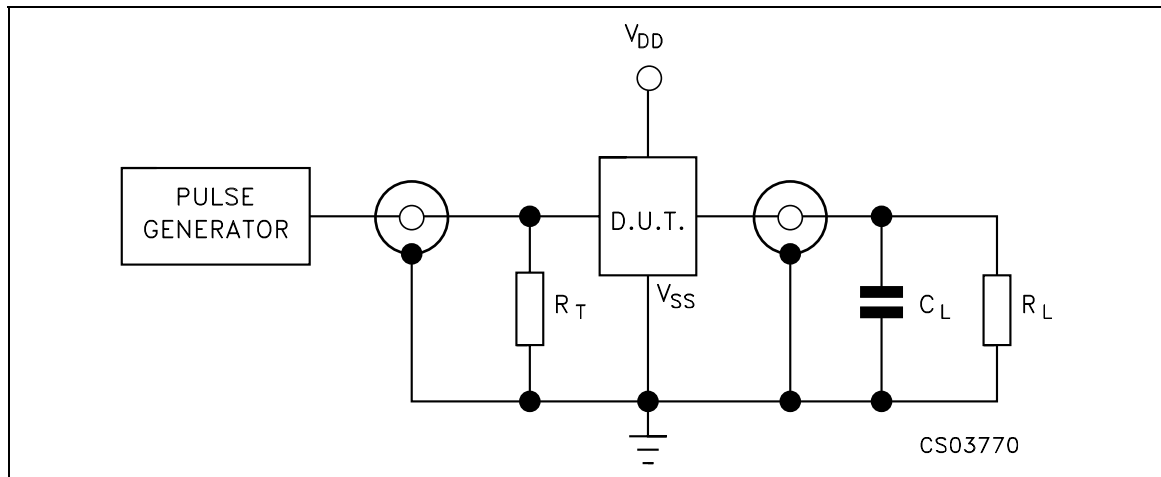 VDD
PULSE
GENERATOR
D.U.T.
RT
VSS
CL
RL
CS03770